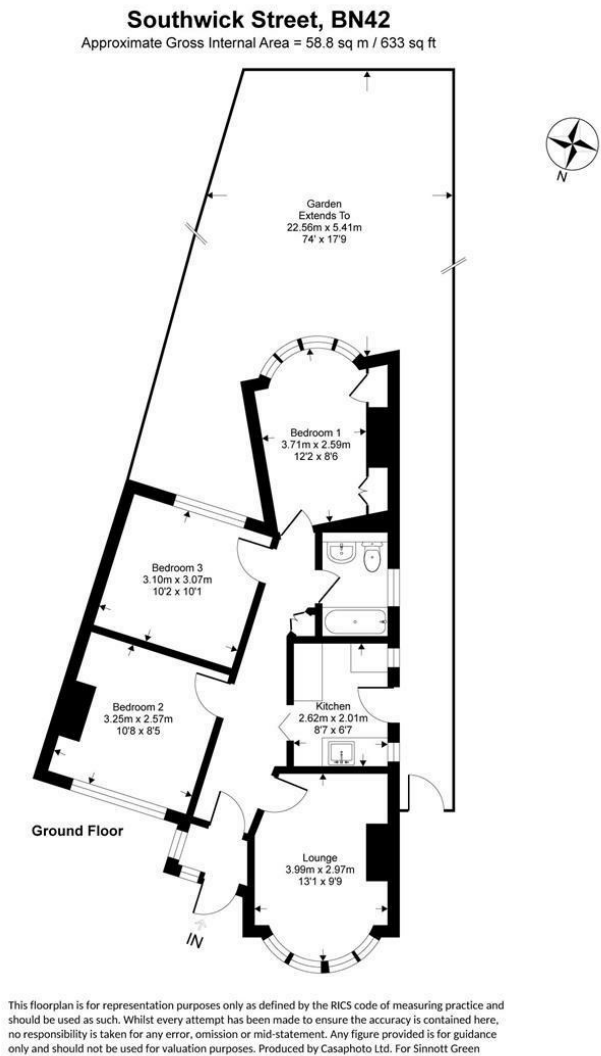 Southwick Street, BN42
Approximate Gross Internal Area = 58.8 sq m / 633 sq ft
N
Garden
Extends To
22.56m x 5.41m
74' x 17'9
Bedroom 1
3.71m x 2.59m
12'2 x 8'6
Bedroom 3
3.10m x 3.07m
10'2 x 10'1
Bedroom 2
3.25m x 2.57m
10'8 x 8'5
Kitchen
2.62m x 2.01m
8'7 x 6'7
Ground Floor
Lounge
3.99m x 2.97m
13'1 x 9'9
IN
This floorplan is for representation purposes only as defined by the RICS code of measuring practice and
should be used as such. Whilst every attempt has been made to ensure the accuracy is contained here,
no responsibility is taken for any error, omission or mid-statement. Any figure provided is for guidance
only and should not be used for valuation purposes. Produced by Casaphoto Ltd. For Sinnott Green